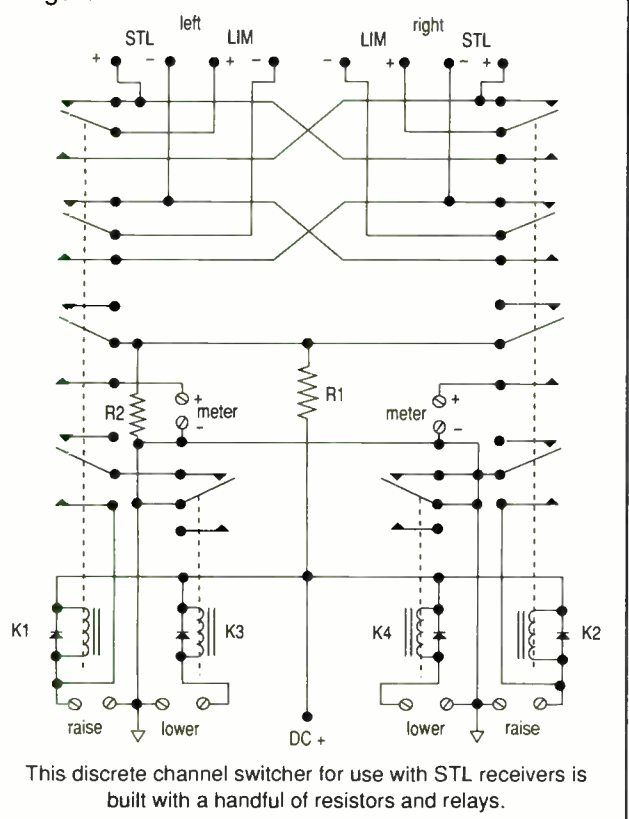 left
right
STL
LIM
LIM
STL
+
−
+
−
−
+
−
+
R1
R2
+
meter
−
meter
+
−
K1
K3
K4
K2
raise
lower
DC +
lower
raise
This discrete channel switcher for use with STL receivers is
built with a handful of resistors and relays.